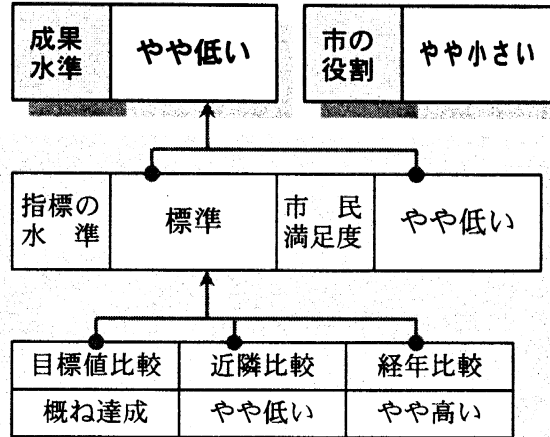 成果
水準
やや低い
市の
役割
やや小さい
指標の
水準
標準
市民
満足度
やや低い
目標値比較
近隣比較
経年比較
概ね達成
やや低い
やや高い